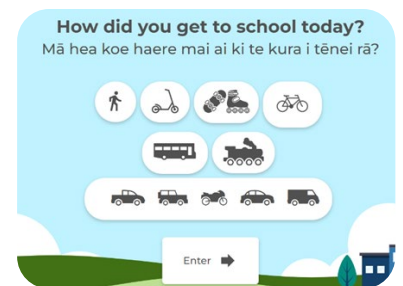 How did you get to school today?
Mā hea koe haere mai ai ki te kura i tēnei rā?
Enter